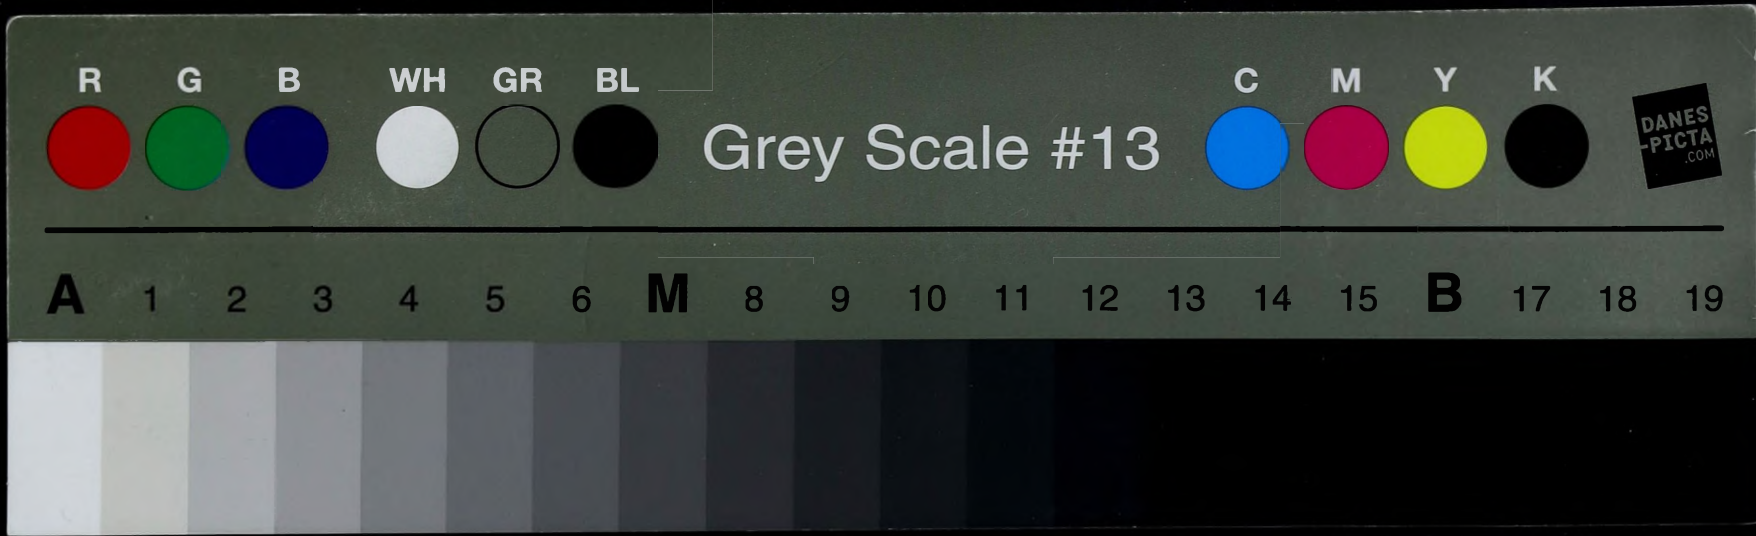 R G B WH GR BL C M Y K
Grey Scale #13
DANES
-PICTA
.COM
A 1 2 3 4 5 6 M 8 9 10 11 12 13 14 15 B 17 18 19